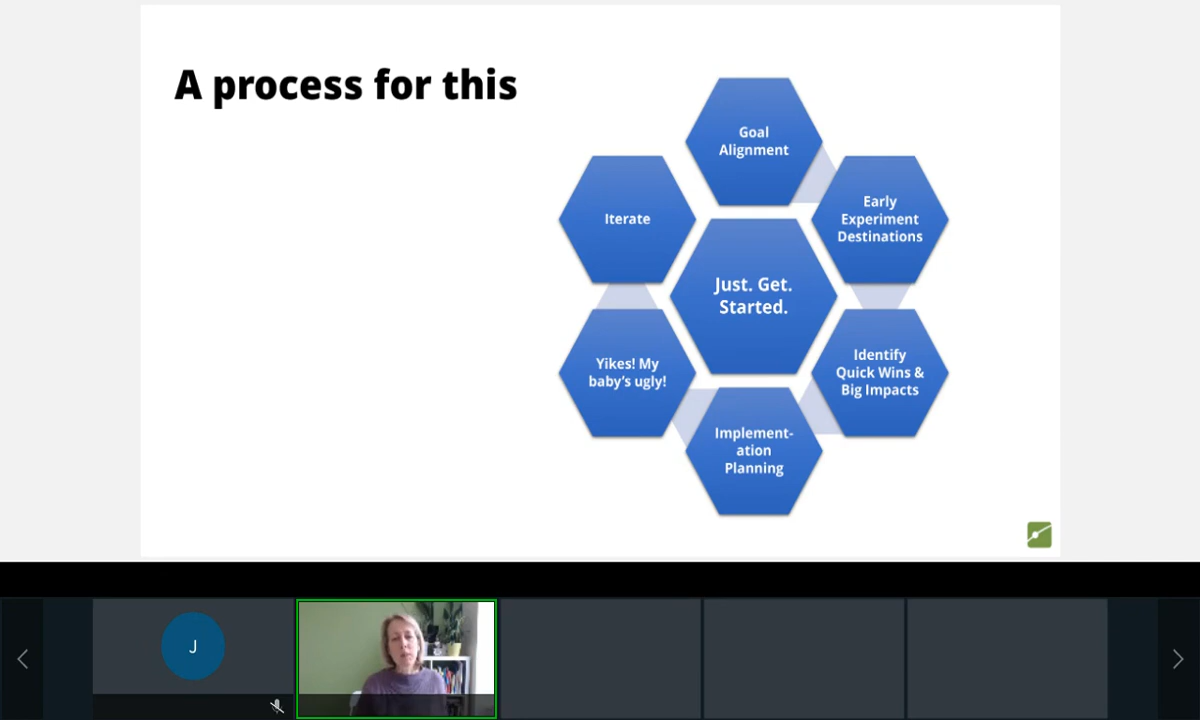 A process for this
Goal
Alignment
Early
Experiment
Destinations
Identify
Quick Wins &
Big Impacts
Implement-
ation
Planning
Yikes! My
baby’s ugly!
Iterate
Just. Get.
Started.
J